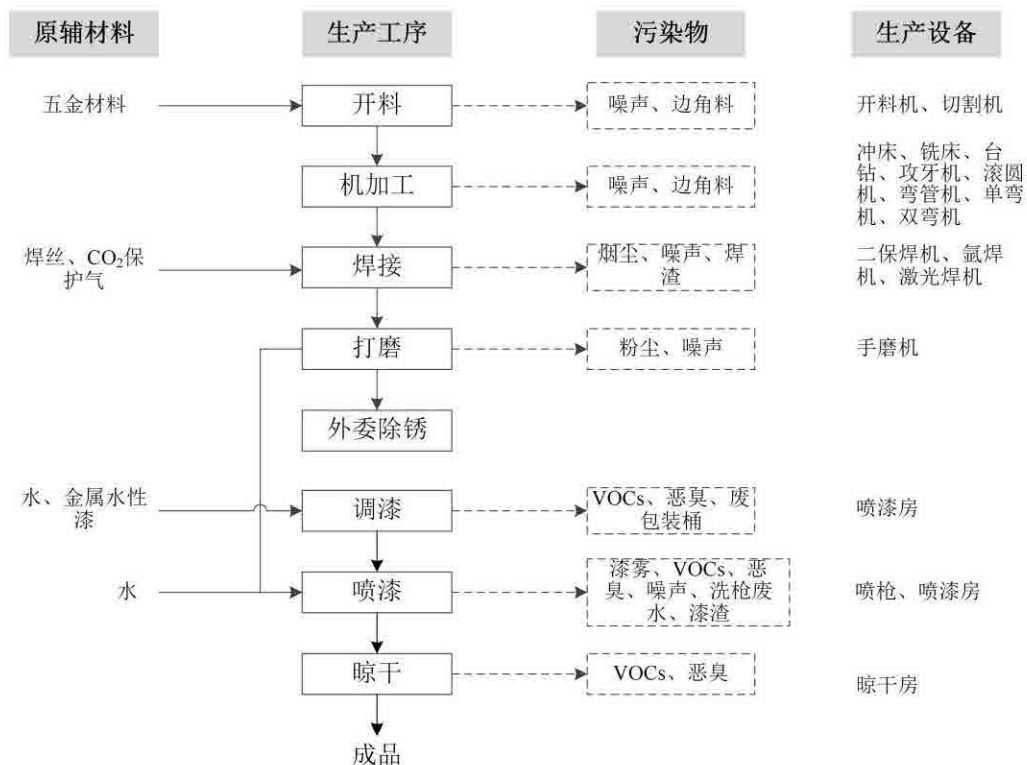 原辅材料
生产工序
污染物
生产设备
五金材料
开料
噪声、边角料
开料机、切割机
机加工
噪声、边角料
冲床、铣床、台
钻、攻牙机、滚圆
机、弯管机、单弯
机、双弯机
焊丝、CO₂保
护气
焊接
烟尘、噪声、焊
渣
二保焊机、氩焊
机、激光焊机
打磨
粉尘、噪声
手磨机
外委除锈
水、金属水性
漆
调漆
VOCs、恶臭、废
包装桶
喷漆房
水
喷漆
漆雾、VOCs、恶
臭、噪声、洗枪废
水、漆渣
喷枪、喷漆房
晾干
VOCs、恶臭
晾干房
成品